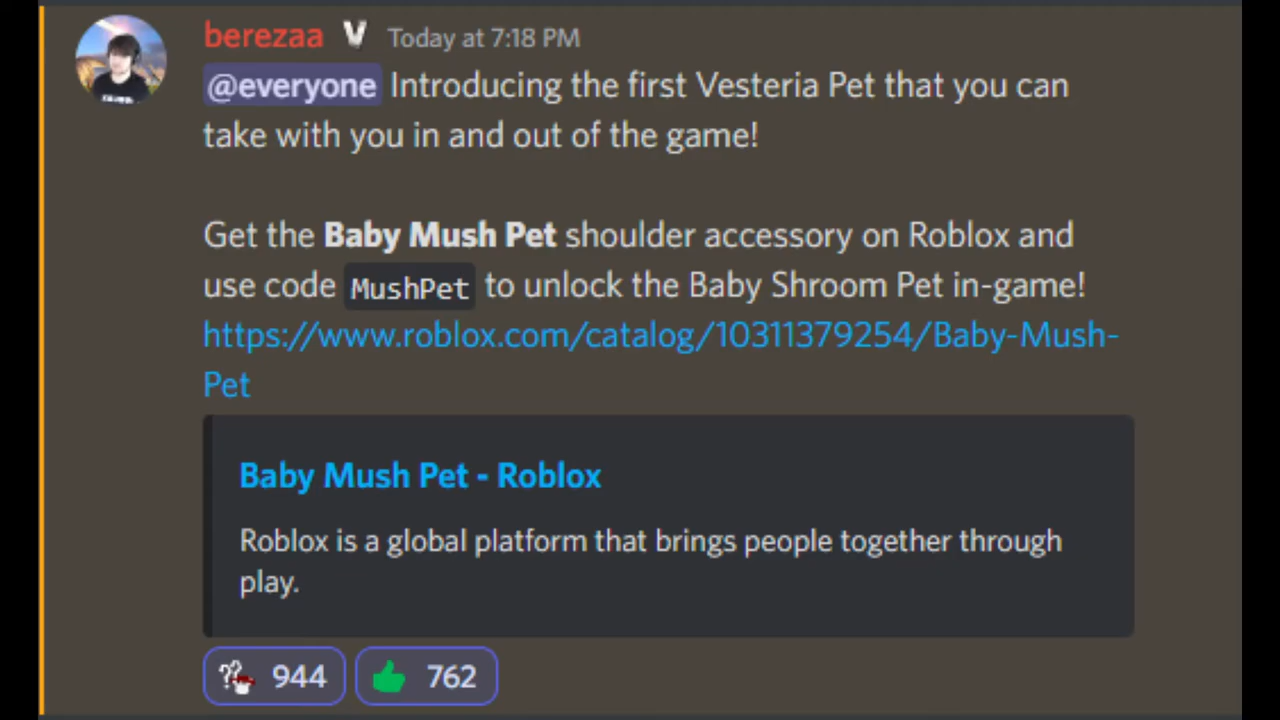 berezaa V Today at 7:18 PM
@everyone Introducing the first Vesteria Pet that you can
take with you in and out of the game!
Get the Baby Mush Pet shoulder accessory on Roblox and
use code MushPet to unlock the Baby Shroom Pet in-game!
https://www.roblox.com/catalog/10311379254/Baby-Mush-
Pet
Baby Mush Pet - Roblox
Roblox is a global platform that brings people together through
play.
944 762